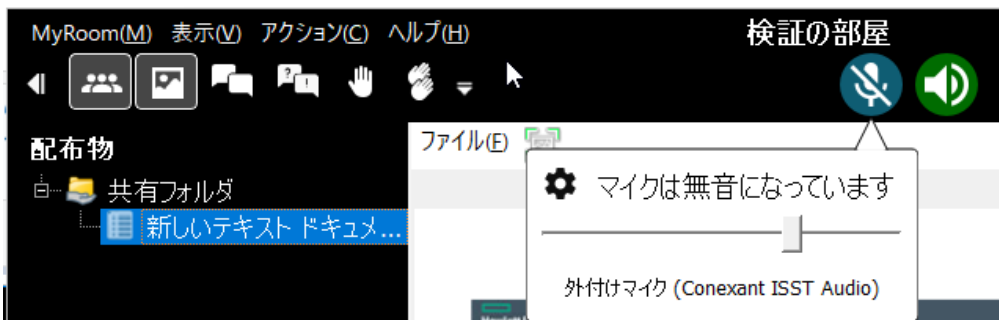 MyRoom(M) 表示(V) アクション(C) ヘルプ(H)
検証の部屋
配布物
共有フォルダ
新しいテキスト ドキュメ...
ファイル(F)
マイクは無音になっています
外付けマイク (Conexant ISST Audio)